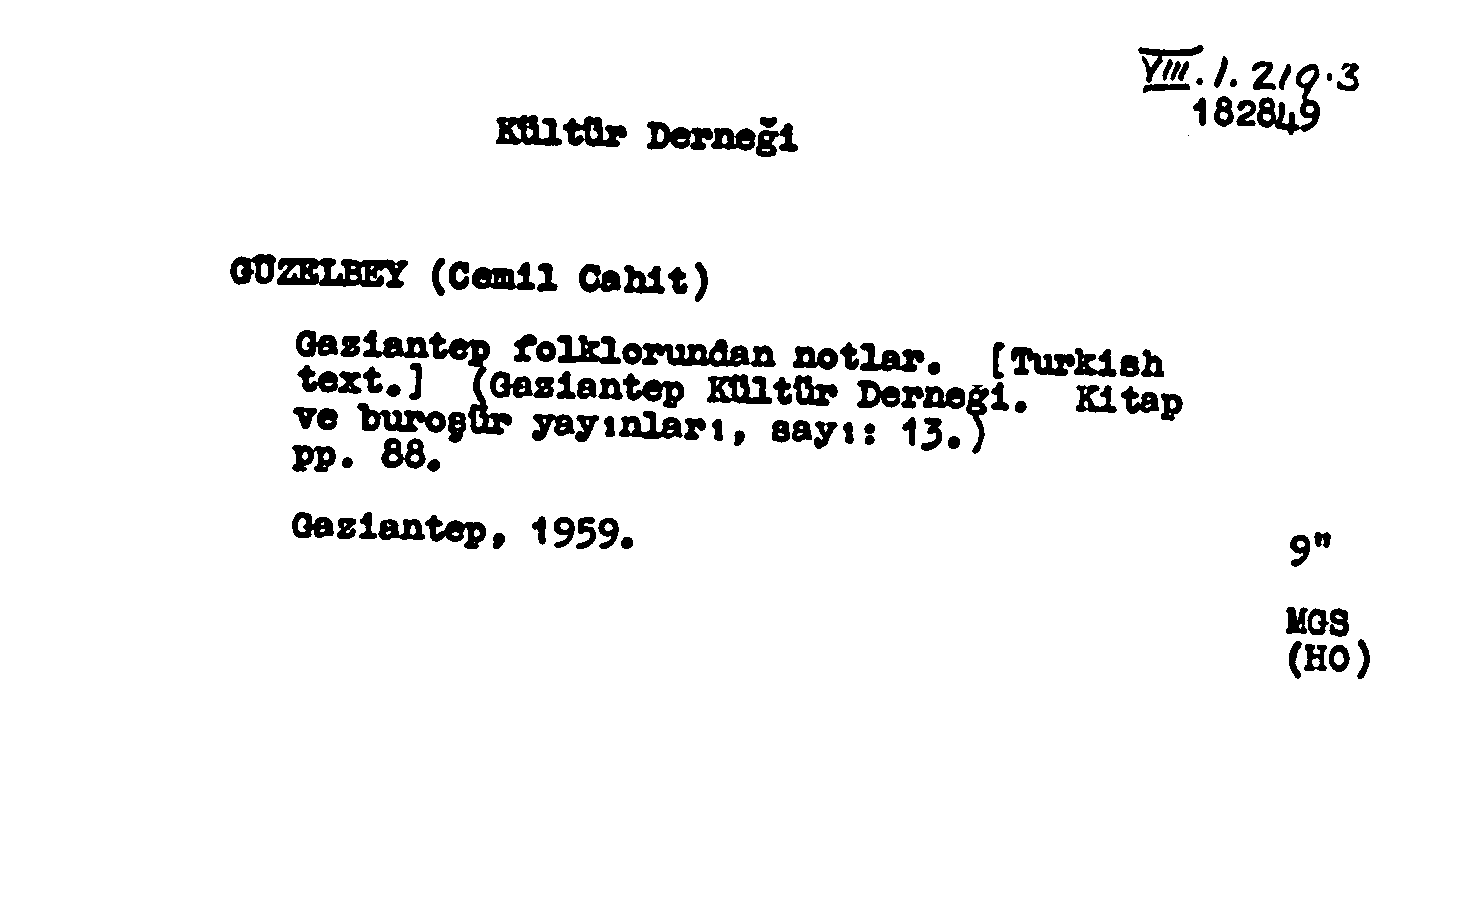 VIII.1.219.3
182849
Kültür Derneği
GÜZELBEY (Cemil Cahit)
Gaziantep folklorundan notlar. [Turkish
text.] (Gaziantep Kültür Derneği. Kitap
ve buroşür yayınları, sayı: 13.)
pp. 88.
Gaziantep, 1959.
9"
MGS
(HO)